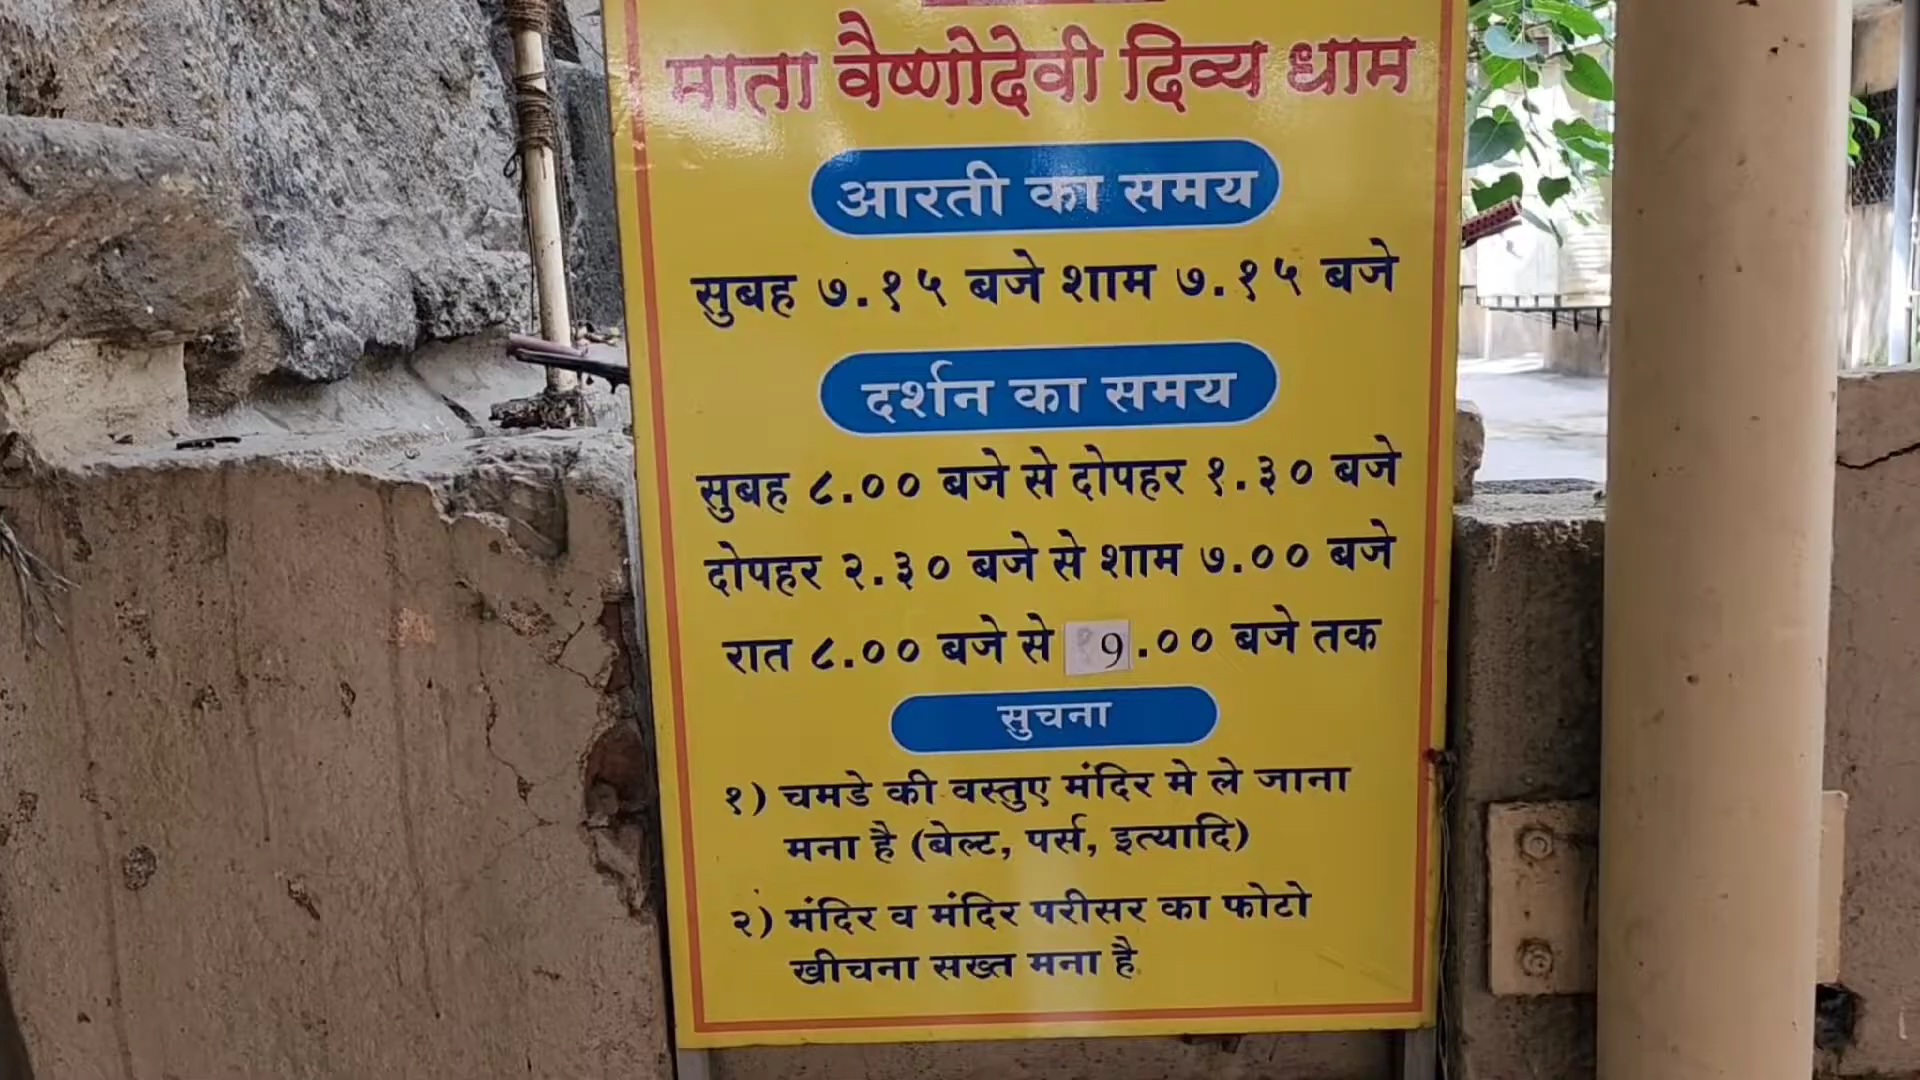 माता वैष्णोदेवी दिव्य धाम
आरती का समय
सुबह ७.१५ बजे शाम ७.१५ बजे
दर्शन का समय
सुबह ८.०० बजे से दोपहर १.३० बजे
दोपहर २.३० बजे से शाम ७.०० बजे
रात ८.०० बजे से 9.०० बजे तक
सुचना
१) चमडे की वस्तुए मंदिर मे ले जाना
मना है (बेल्ट, पर्स, इत्यादि)
२) मंदिर व मंदिर परीसर का फोटो
खीचना सख्त मना है